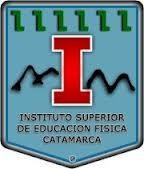 I
INSTITUTO SUPERIOR
DE EDUCACION FISICA
CATAMARCA